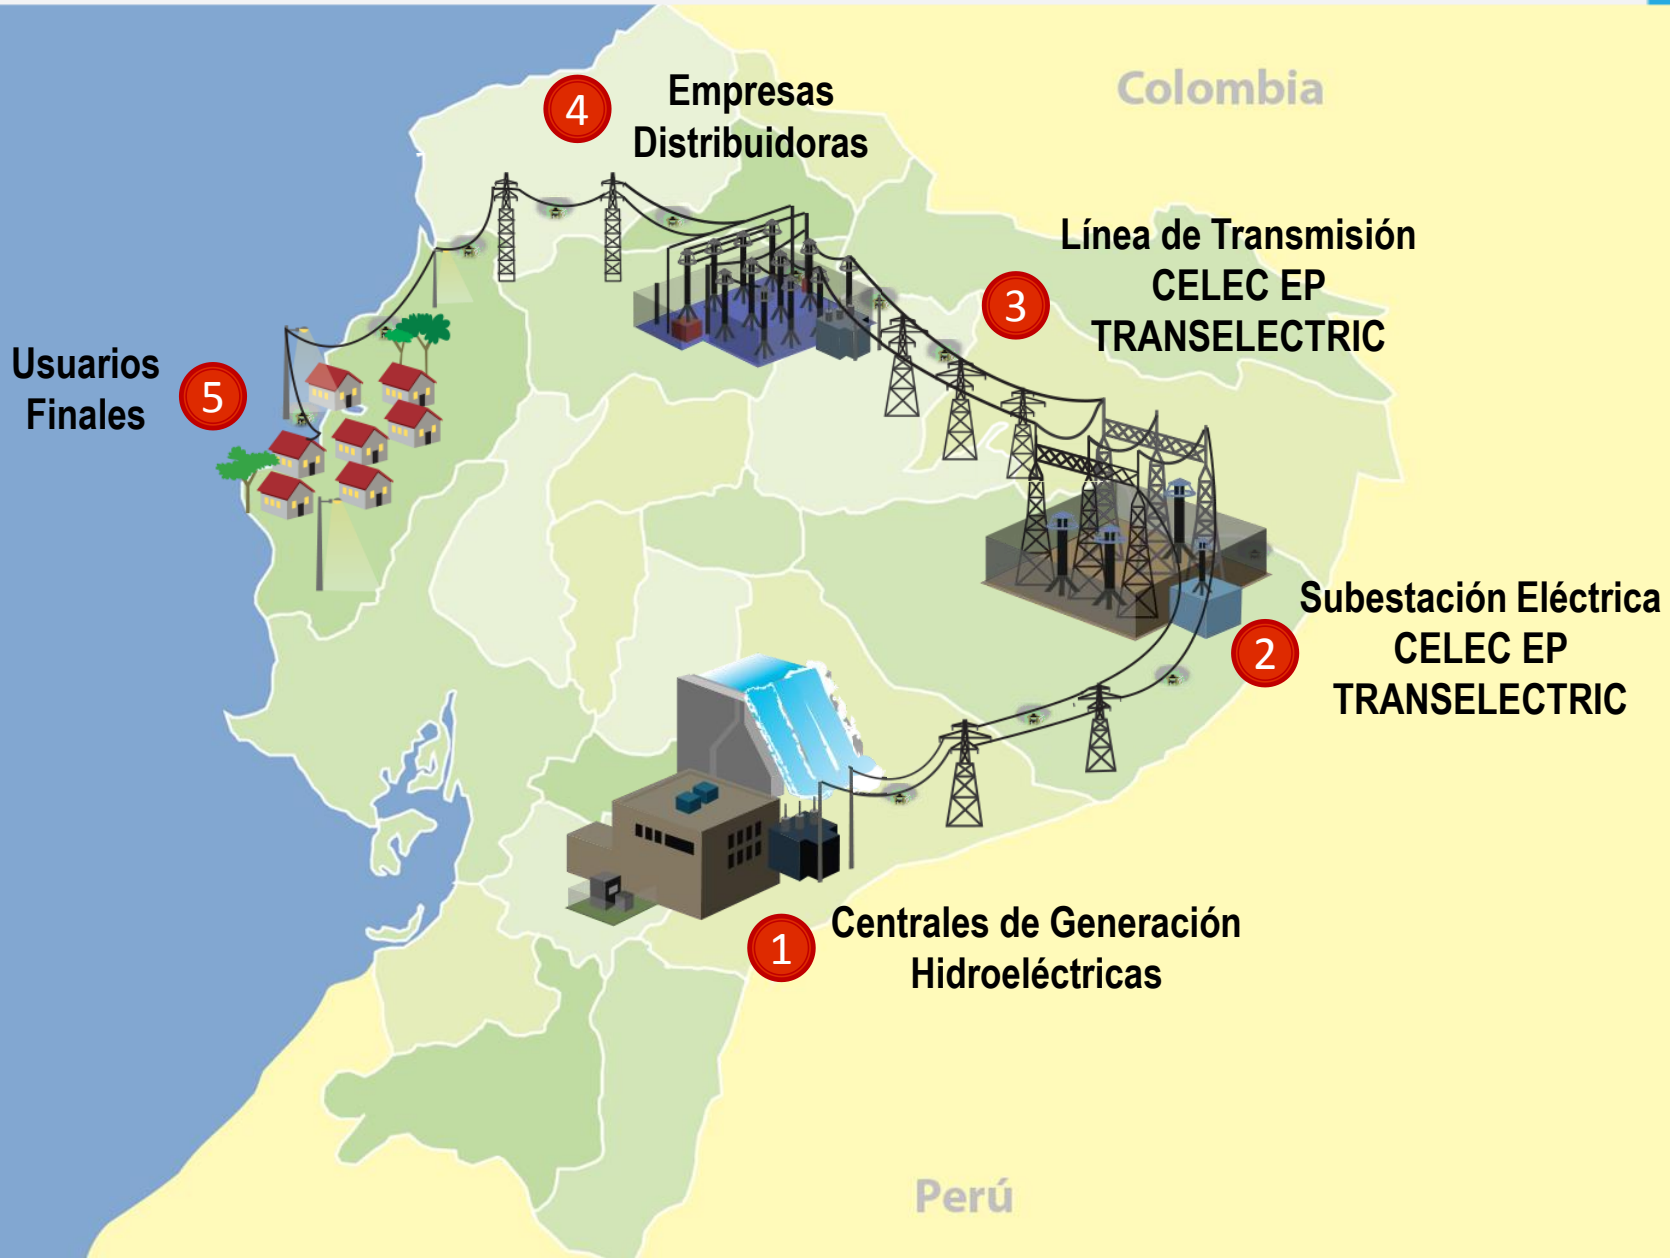 Colombia
4
Empresas
Distribuidoras
3
Línea de Transmisión
CELEC EP
TRANSELECTRIC
Usuarios
Finales
5
2
Subestación Eléctrica
CELEC EP
TRANSELECTRIC
1
Centrales de Generación
Hidroeléctricas
Perú